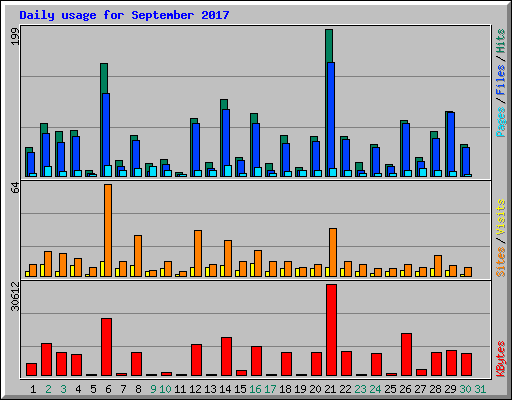 Daily usage for September 2017
199
Pages / Files / Hits
64
Sites / Visits
30612
KBytes
1 2 3 4 5 6 7 8 9 10 11 12 13 14 15 16 17 18 19 20 21 22 23 24 25 26 27 28 29 30 31